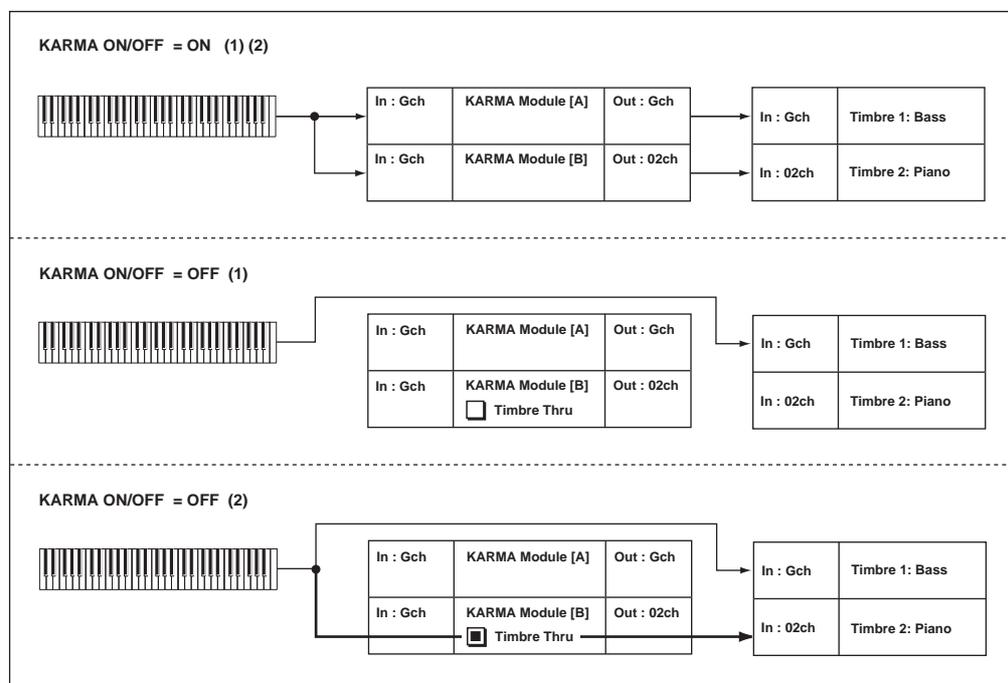 KARMA ON/OFF = ON (1) (2)
In : Gch KARMA Module [A] Out : Gch
In : Gch Timbre 1: Bass
In : Gch KARMA Module [B] Out : 02ch
In : 02ch Timbre 2: Piano
KARMA ON/OFF = OFF (1)
In : Gch KARMA Module [A] Out : Gch
In : Gch Timbre 1: Bass
In : Gch KARMA Module [B] Out : 02ch
Timbre Thru
In : 02ch Timbre 2: Piano
KARMA ON/OFF = OFF (2)
In : Gch KARMA Module [A] Out : Gch
In : Gch Timbre 1: Bass
In : Gch KARMA Module [B] Out : 02ch
Timbre Thru
In : 02ch Timbre 2: Piano